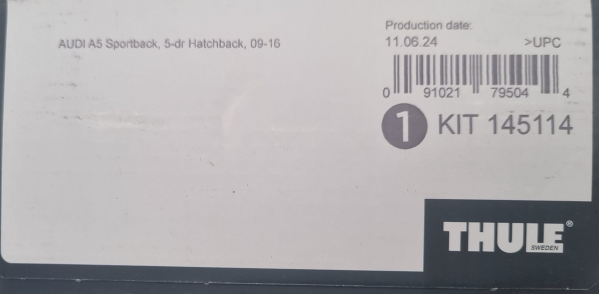 AUDI A5 Sportback, 5-dr Hatchback, 09-16
Production date:
11.06.24 >UPC
0 91021 79504 4
1 KIT 145114
THULE®
SWEDEN